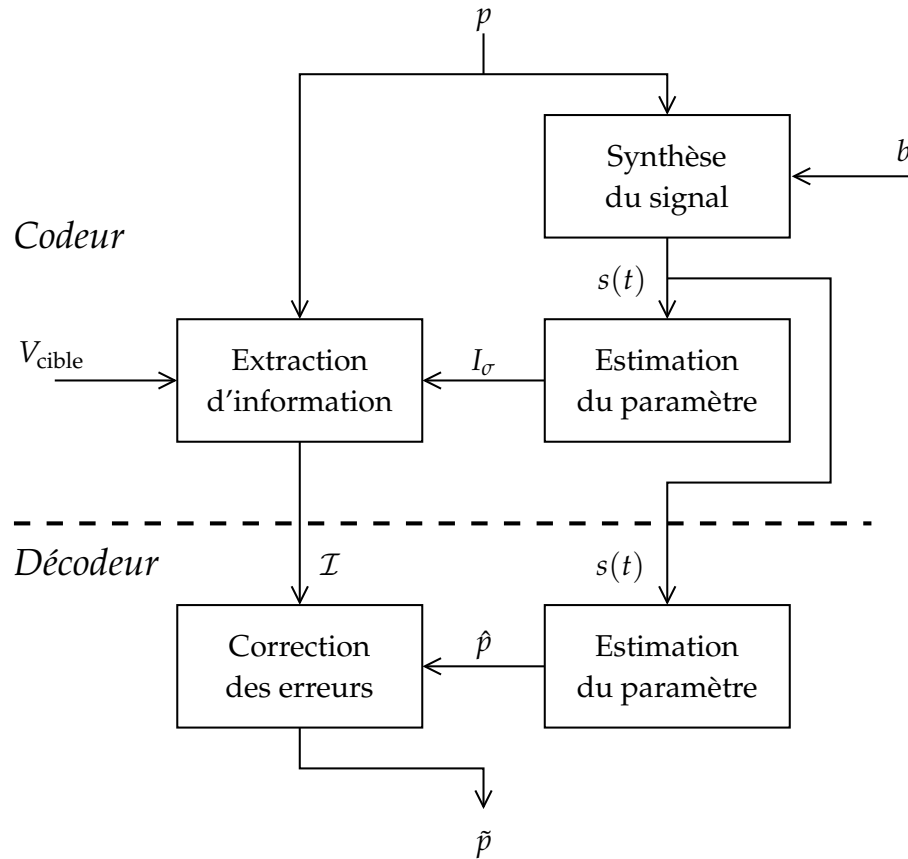 p
Synthèse
du signal
b
Codeur
s(t)
V_cible
Extraction
d'information
I_σ
Estimation
du paramètre
Décodeur
ℐ
s(t)
Correction
des erreurs
p̂
Estimation
du paramètre
p̃